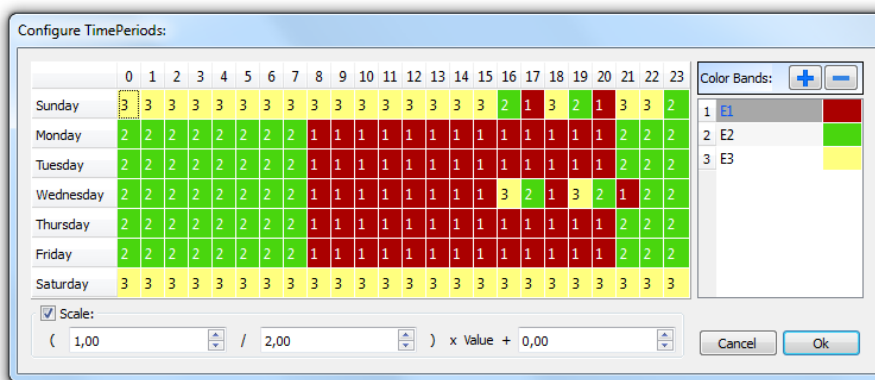 Configure TimePeriods:
0 1 2 3 4 5 6 7 8 9 10 11 12 13 14 15 16 17 18 19 20 21 22 23
Sunday 3 3 3 3 3 3 3 3 3 3 3 3 3 3 3 3 2 1 3 2 1 3 3 2
Monday 2 2 2 2 2 2 2 2 1 1 1 1 1 1 1 1 1 1 1 1 1 2 2 2
Tuesday 2 2 2 2 2 2 2 2 1 1 1 1 1 1 1 1 1 1 1 1 1 2 2 2
Wednesday 2 2 2 2 2 2 2 2 1 1 1 1 1 1 1 1 3 2 1 3 2 1 2 2
Thursday 2 2 2 2 2 2 2 2 1 1 1 1 1 1 1 1 1 1 1 1 1 2 2 2
Friday 2 2 2 2 2 2 2 2 1 1 1 1 1 1 1 1 1 1 1 1 1 2 2 2
Saturday 3 3 3 3 3 3 3 3 3 3 3 3 3 3 3 3 3 3 3 3 3 3 3 3
Color Bands:
1 E1
2 E2
3 E3
Scale:
( 1,00 / 2,00 ) x Value + 0,00
Cancel Ok